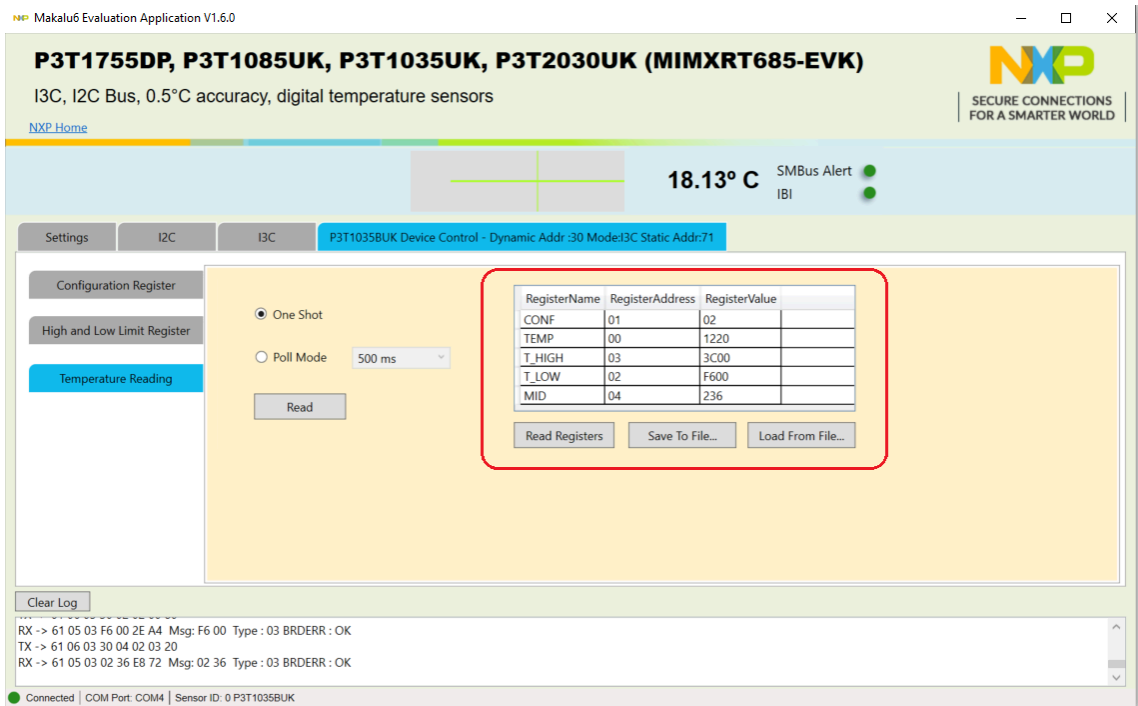 NXP Makalu6 Evaluation Application V1.6.0
P3T1755DP, P3T1085UK, P3T1035UK, P3T2030UK (MIMXRT685-EVK)
I3C, I2C Bus, 0.5°C accuracy, digital temperature sensors
NXP Home
NXP
SECURE CONNECTIONS
FOR A SMARTER WORLD
18.13º C
SMBus Alert
IBI
Settings I2C I3C P3T1035BUK Device Control - Dynamic Addr :30 Mode:I3C Static Addr:71
Configuration Register
High and Low Limit Register
Temperature Reading
One Shot
Poll Mode 500 ms
Read
RegisterName RegisterAddress RegisterValue
CONF 01 02
TEMP 00 1220
T_HIGH 03 3C00
T_LOW 02 F600
MID 04 236
Read Registers Save To File... Load From File...
Clear Log
RX -> 61 05 03 F6 00 2E A4 Msg: F6 00 Type : 03 BRDERR : OK
TX -> 61 06 03 30 04 02 03 20
RX -> 61 05 03 02 36 E8 72 Msg: 02 36 Type : 03 BRDERR : OK
Connected COM Port: COM4 Sensor ID: 0 P3T1035BUK